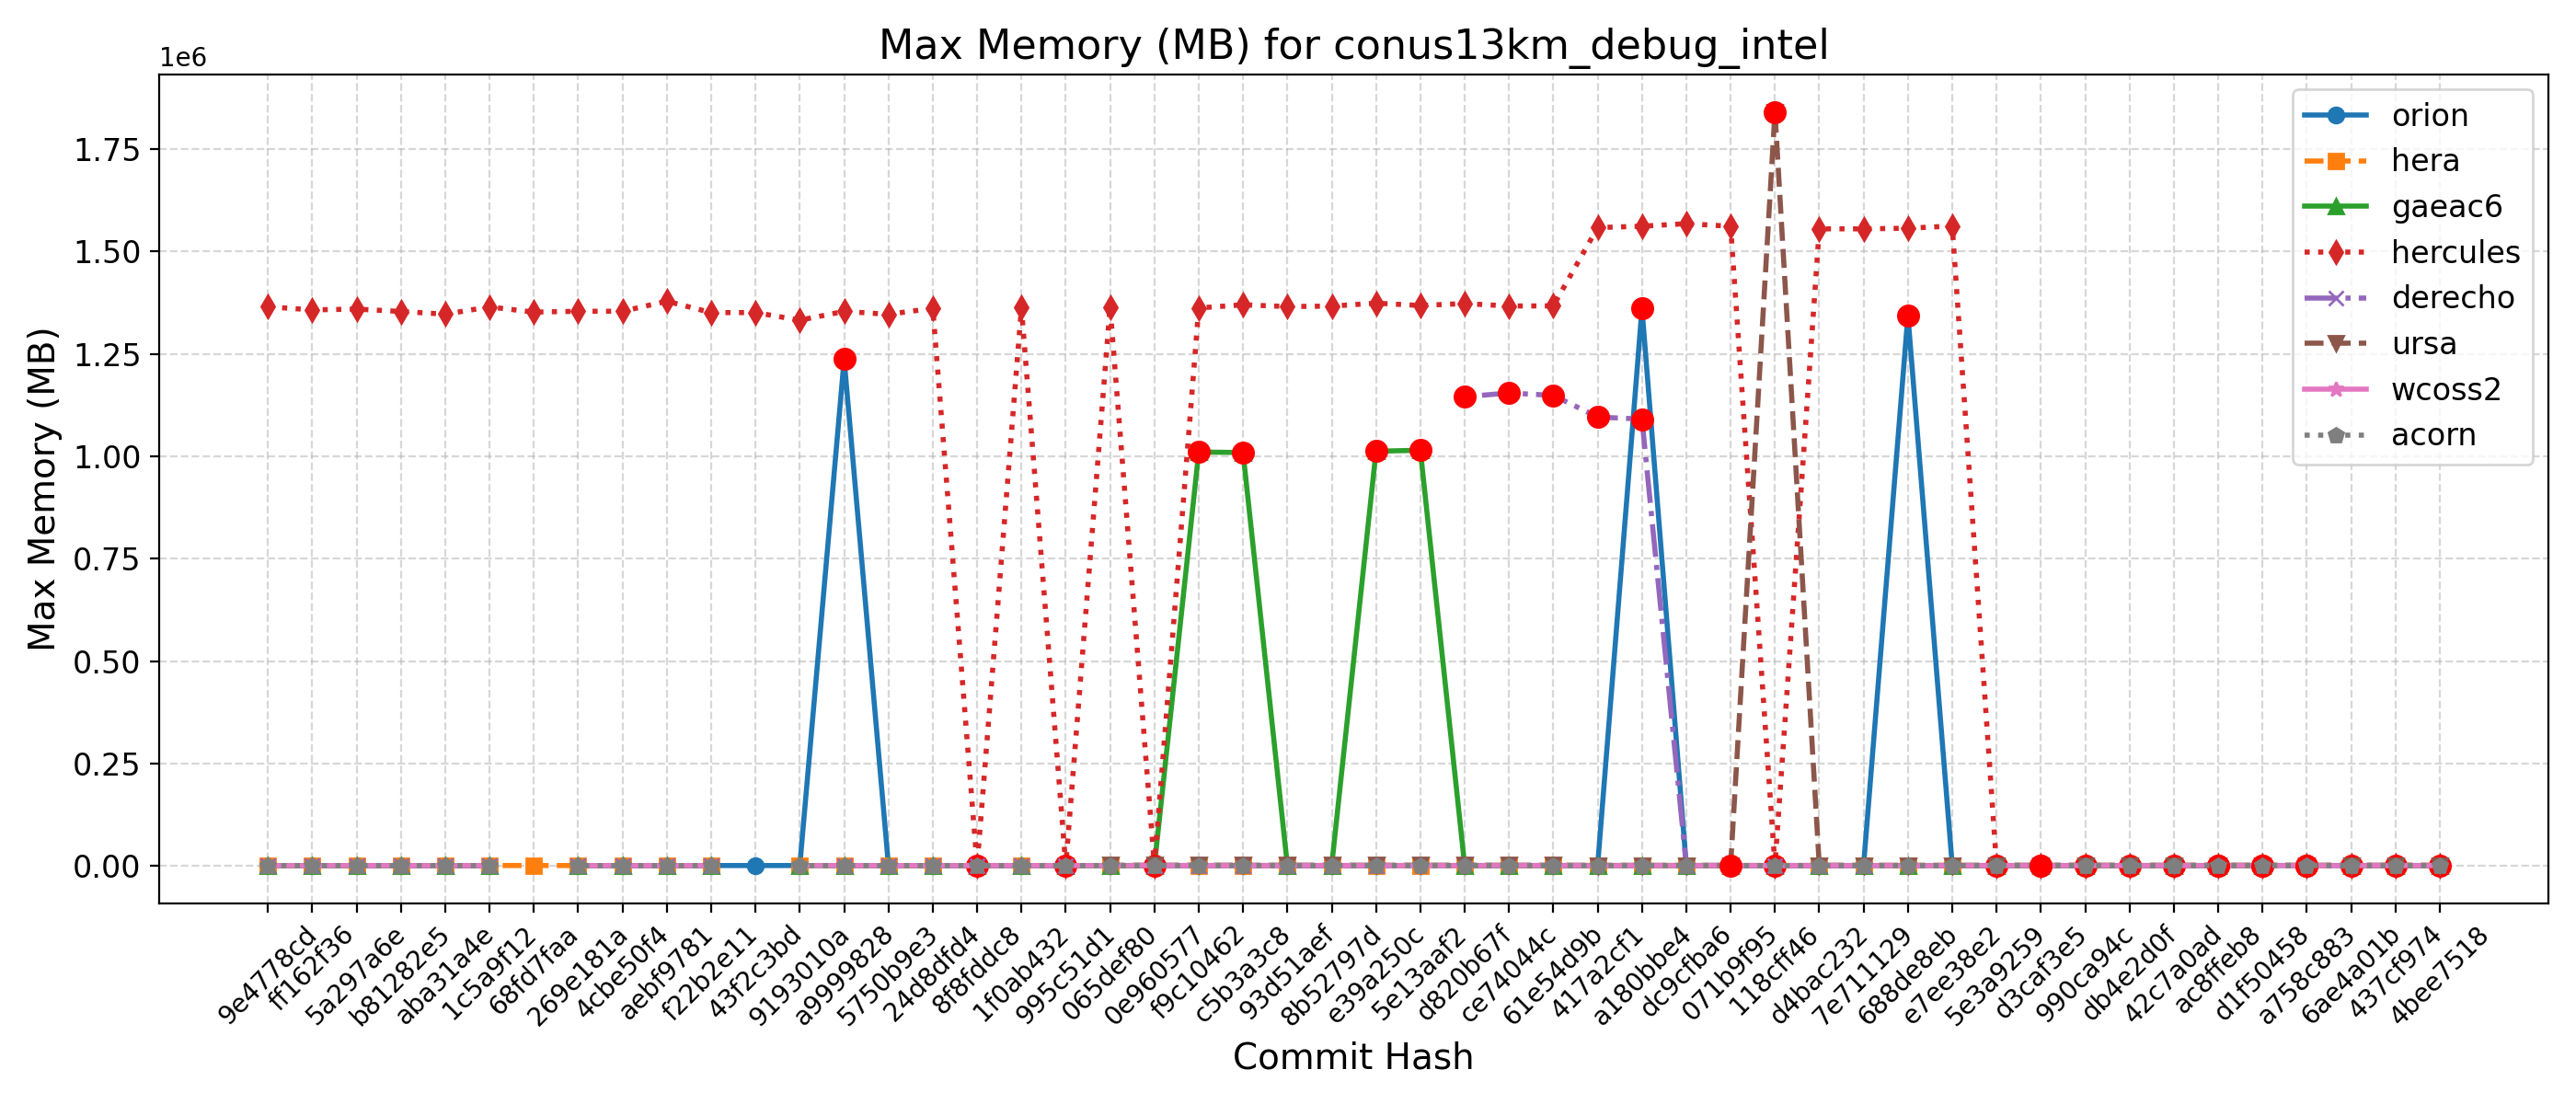 Max Memory (MB) for conus13km_debug_intel
1e6
1.75
1.50
1.25
1.00
0.75
0.50
0.25
0.00
Max Memory (MB)
orion
hera
gaeac6
hercules
derecho
ursa
wcoss2
acorn
9e4778cd
ff162f36
5a297a6e
b81282e5
aba31a4e
1c5a9f12
68fd7faa
269e181a
4cbe50f4
aebf9781
f22b2e11
43f2c3bd
9193010a
a9999828
5750b9e3
24d8dfd4
8f8fddc8
1f0ab432
995c51d1
065def80
0e960577
f9c10462
c5b3a3c8
93d51aef
8b52797d
e39a250c
5e13aaf2
d820b67f
ce74044c
61e54d9b
417a2cf1
a180bbe4
dc9cfba6
071b9f95
118cff46
d4bac232
7e711129
688de8eb
e7ee38e2
5e3a9259
d3caf3e5
990ca94c
db4e2d0f
42c7a0ad
ac8ffeb8
d1f50458
a758c883
6ae4a01b
437cf974
4bee7518
Commit Hash